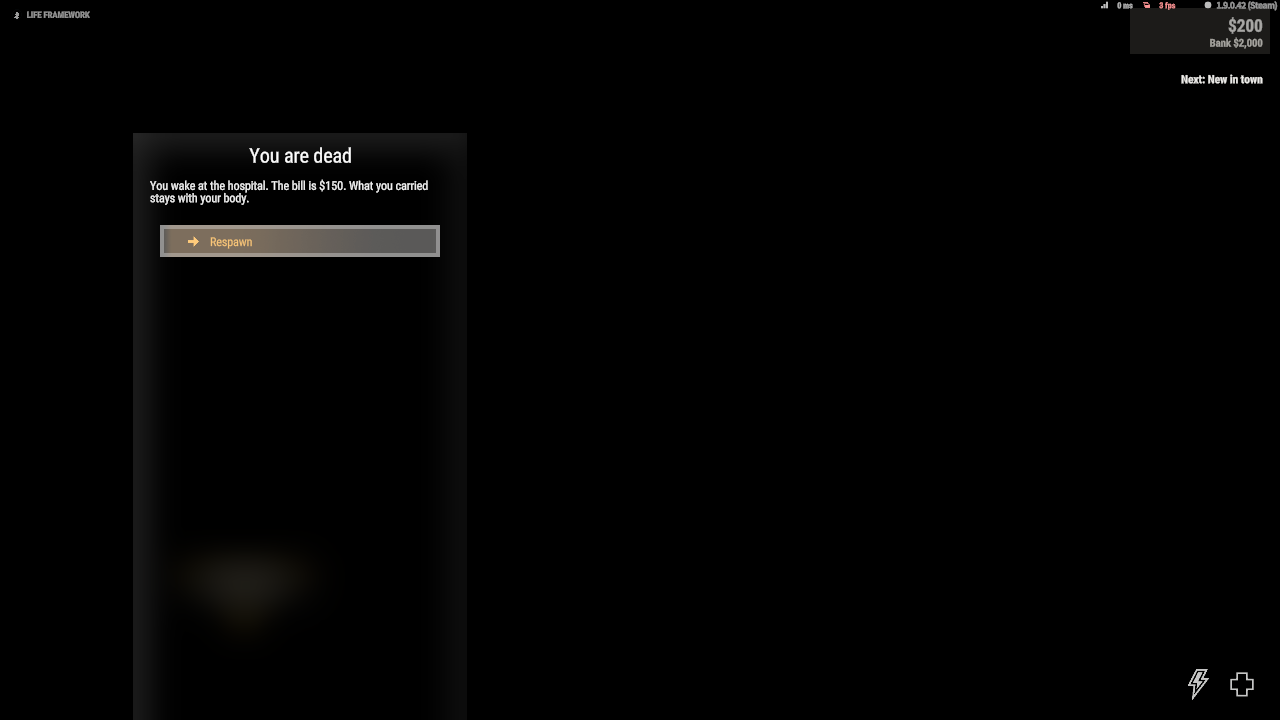 LIFE FRAMEWORK
0 ms 3 fps 1.9.0.42 (Steam)
$200
Bank $2,000
Next: New in town
You are dead
You wake at the hospital. The bill is $150. What you carried
stays with your body.
Respawn